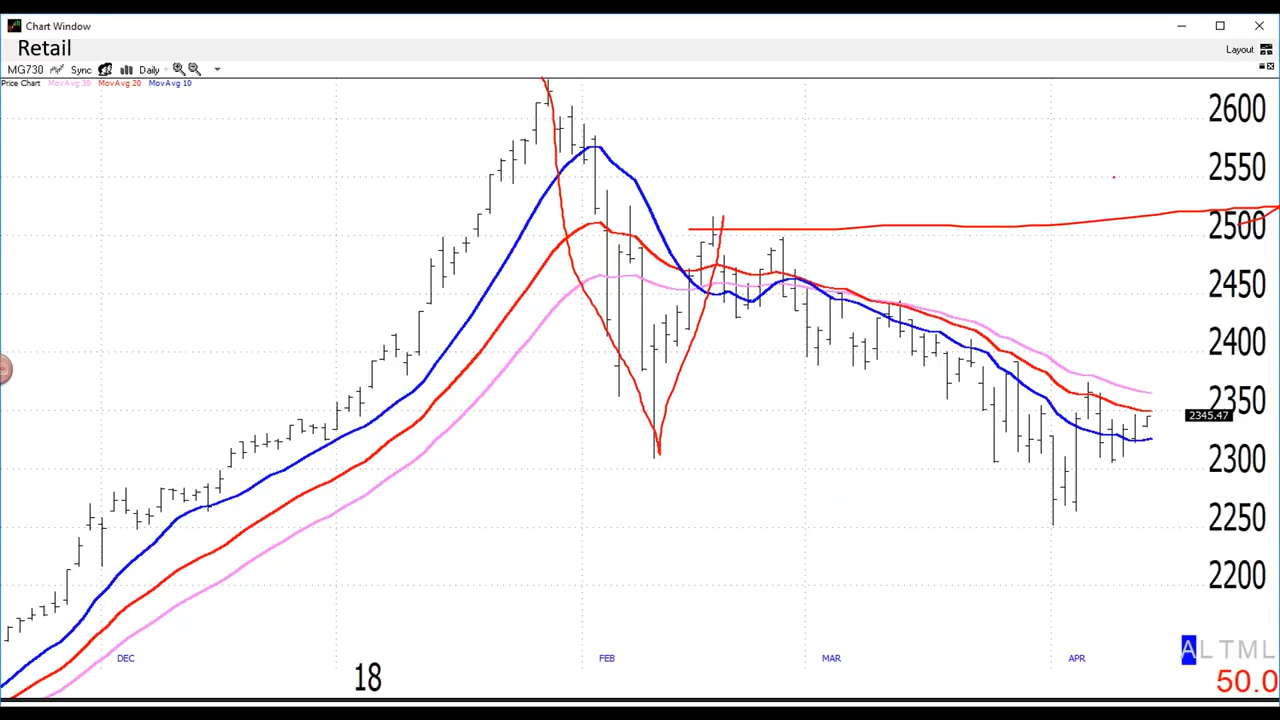 Chart Window
Retail
Layout
MG730 Sync Daily
Price Chart MovAvg 30 MovAvg 20 MovAvg 10
2600
2550
2500
2450
2400
2350
2345.47
2300
2250
2200
DEC FEB MAR APR
18
ALTML
50.0